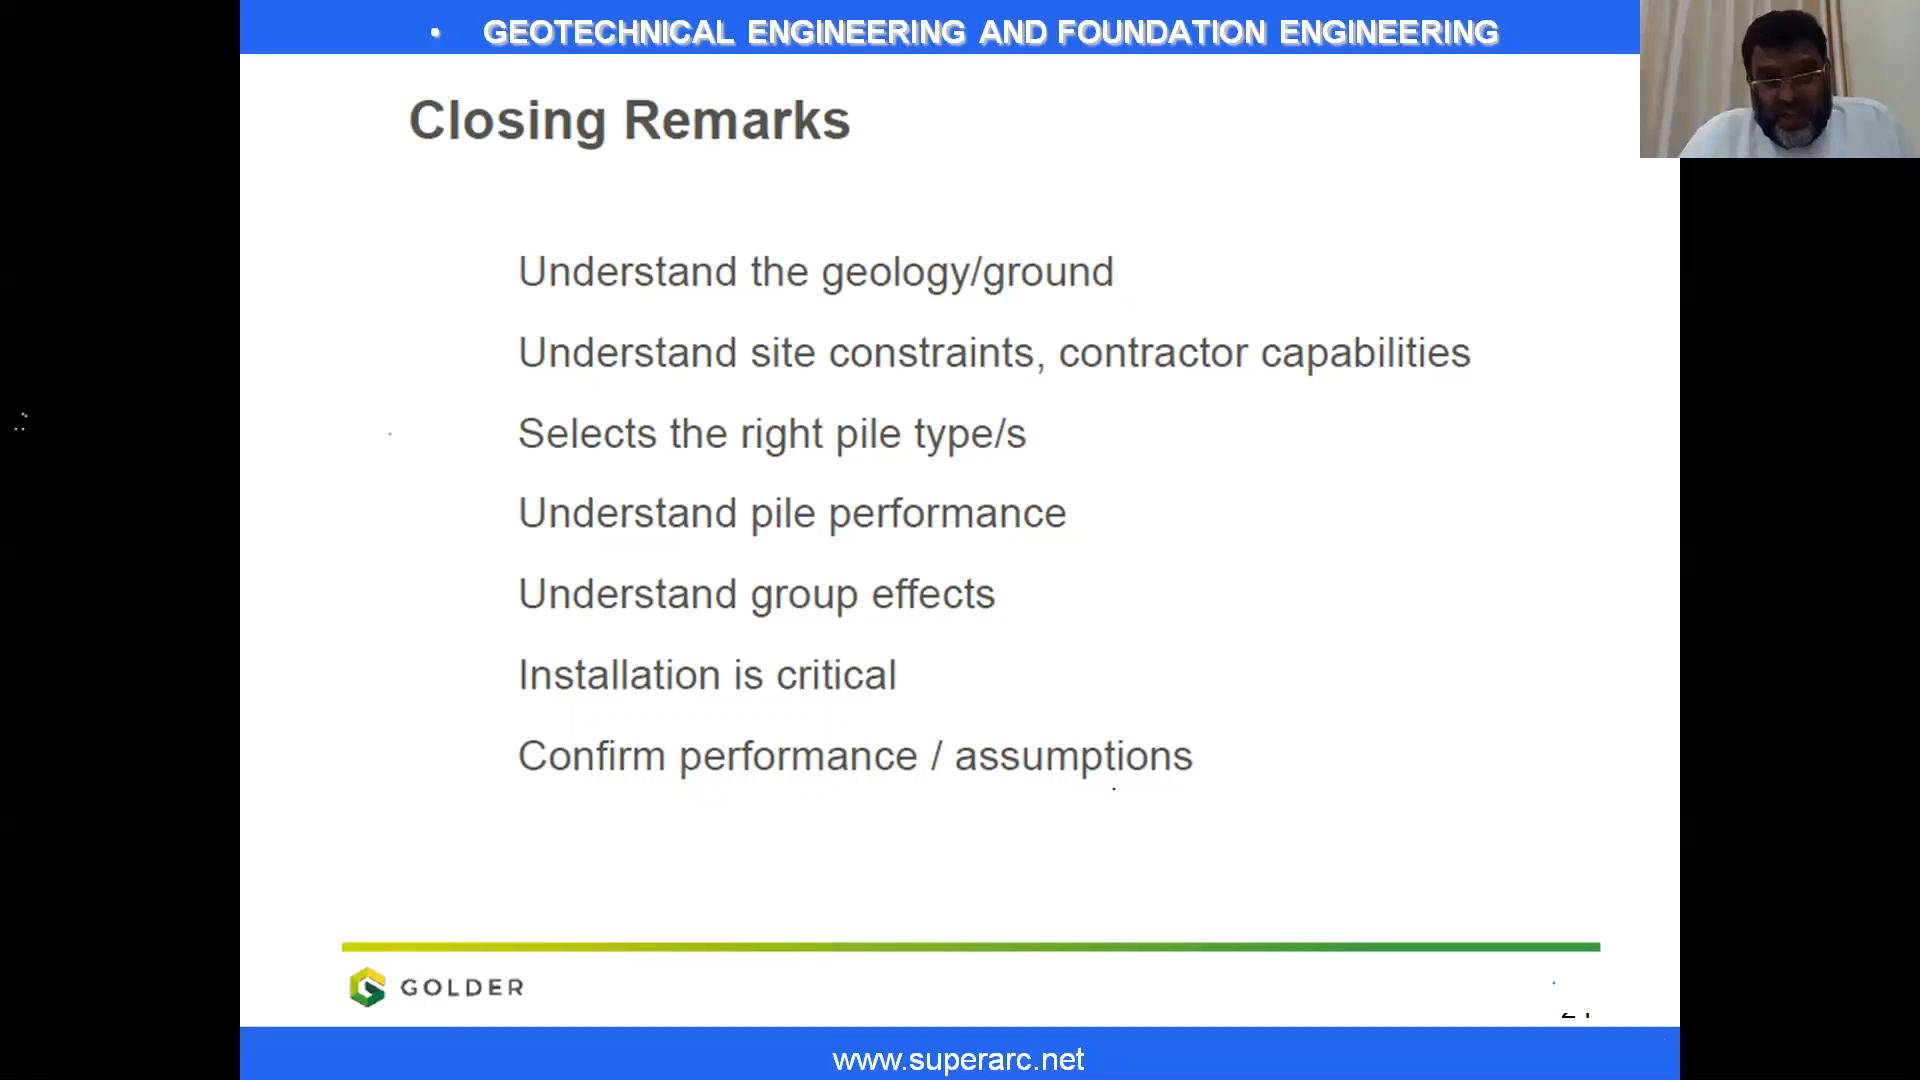 • GEOTECHNICAL ENGINEERING AND FOUNDATION ENGINEERING
Closing Remarks
Understand the geology/ground
Understand site constraints, contractor capabilities
Selects the right pile type/s
Understand pile performance
Understand group effects
Installation is critical
Confirm performance / assumptions
GOLDER
www.superarc.net